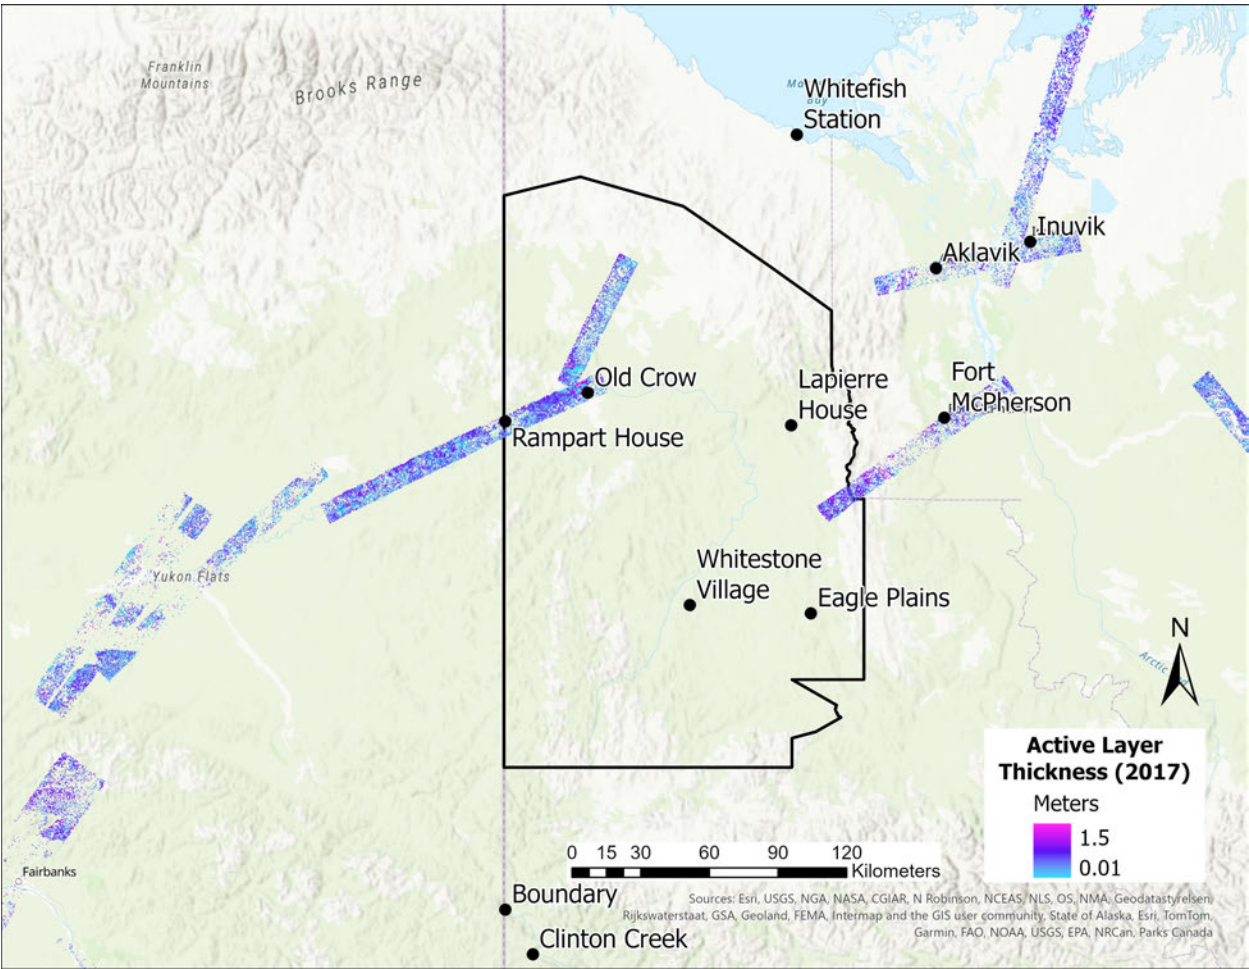 Franklin
Mountains
Brooks Range
Whitefish
Station
Bay
Inuvik
Aklavik
Old Crow
Lapierre
House
Fort
McPherson
Rampart House
Yukon Flats
Whitestone
Village
Eagle Plains
N
Arctic
Active Layer
Thickness (2017)
Meters
1.5
0.01
0 15 30 60 90 120
Kilometers
Fairbanks
Boundary
Clinton Creek
Sources: Esri, USGS, NGA, NASA, CGIAR, N Robinson, NCEAS, NLS, OS, NMA, Geodatastyrelsen,
Rijkswaterstaat, GSA, Geoland, FEMA, Intermap and the GIS user community, State of Alaska, Esri, TomTom,
Garmin, FAO, NOAA, USGS, EPA, NRCan, Parks Canada